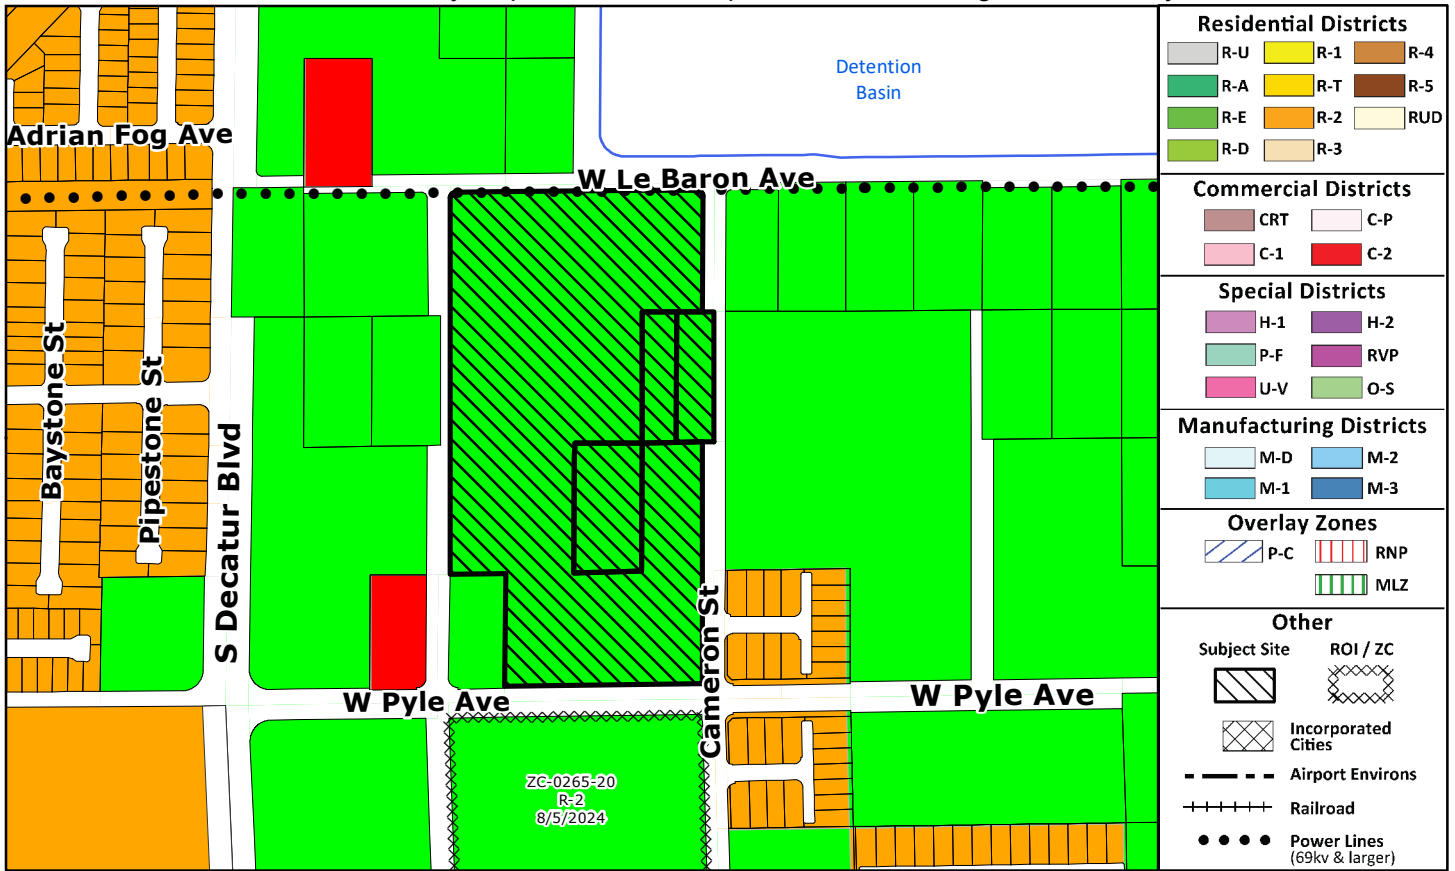 Detention
Basin
Adrian Fog Ave
W Le Baron Ave
Baystone St
Pipestone St
S Decatur Blvd
Cameron St
W Pyle Ave
W Pyle Ave
ZC-0265-20
R-2
8/5/2024
Residential Districts
R-U R-1 R-4
R-A R-T R-5
R-E R-2 RUD
R-D R-3
Commercial Districts
CRT C-P
C-1 C-2
Special Districts
H-1 H-2
P-F RVP
U-V O-S
Manufacturing Districts
M-D M-2
M-1 M-3
Overlay Zones
P-C RNP
MLZ
Other
Subject Site ROI / ZC
Incorporated
Cities
Airport Environs
Railroad
Power Lines
(69kv & larger)